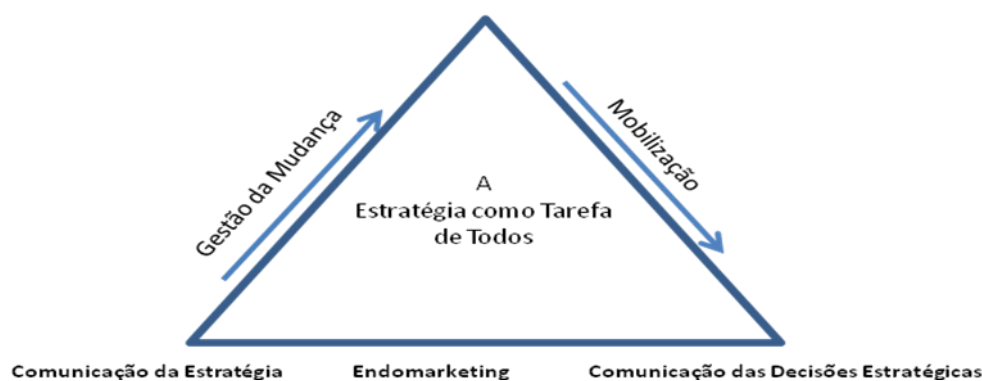 Gestão da Mudança
Mobilização
A
Estratégia como Tarefa
de Todos
Comunicação da Estratégia
Endomarketing
Comunicação das Decisões Estratégicas